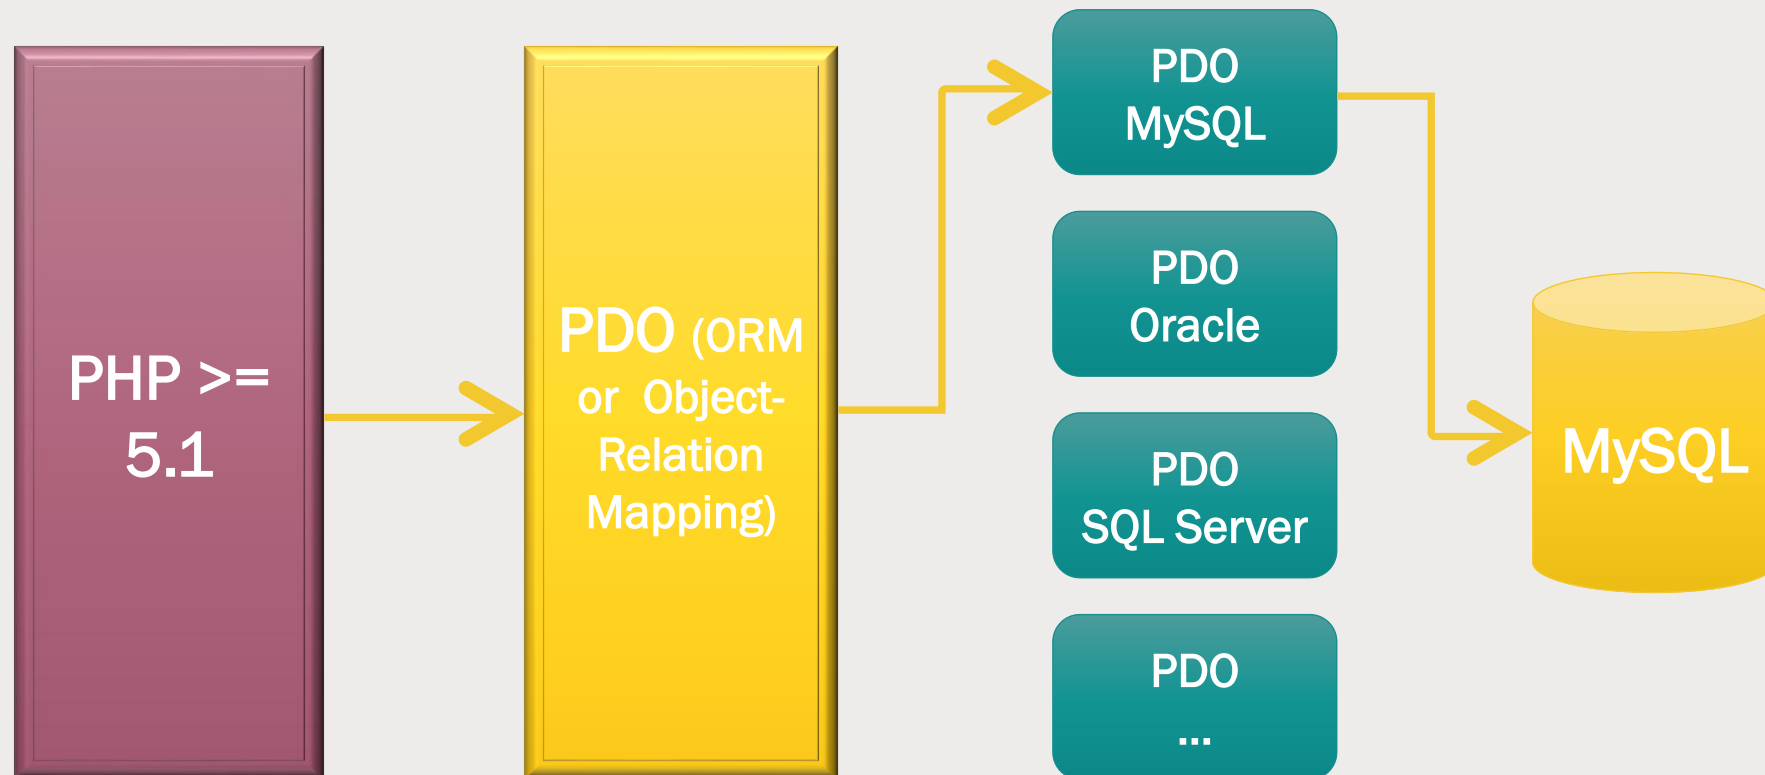 PHP >=
5.1
PDO (ORM
or Object-
Relation
Mapping)
PDO
MySQL
PDO
Oracle
PDO
SQL Server
PDO
...
MySQL